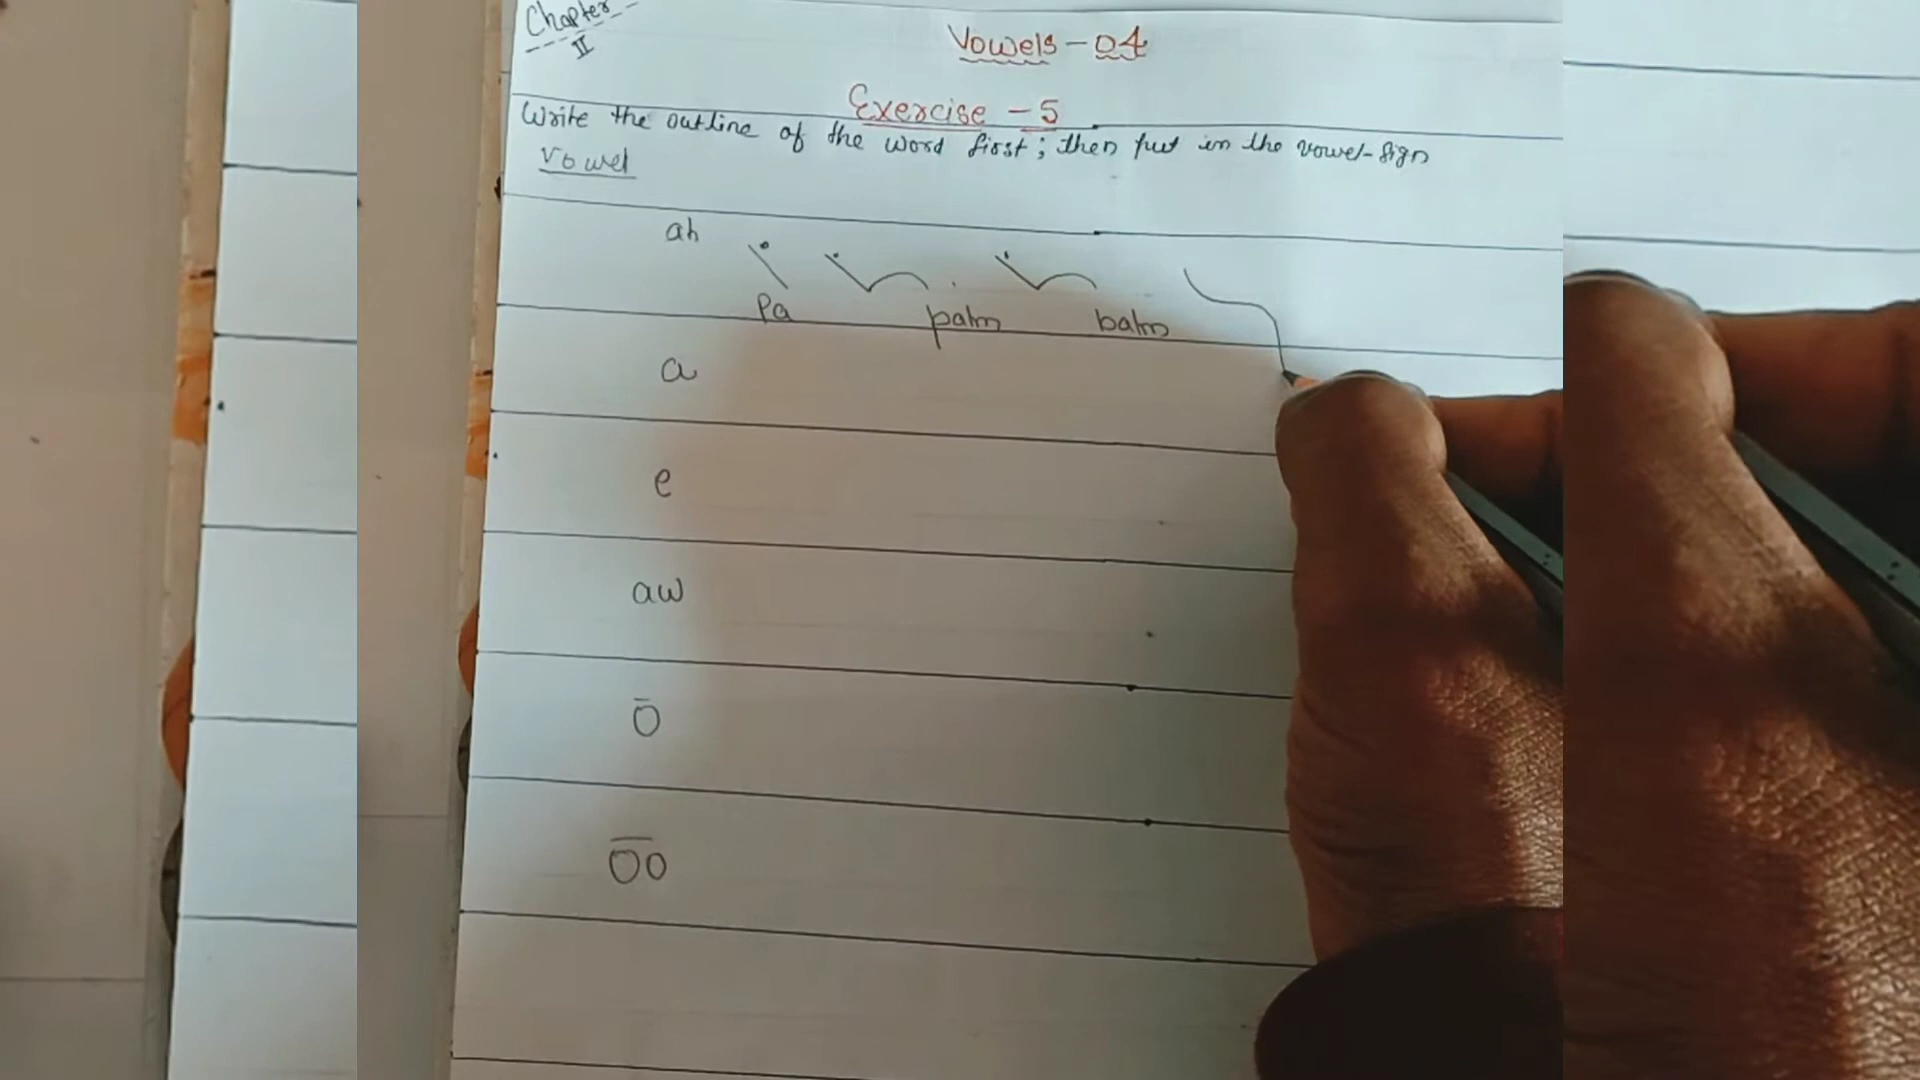 Chapter
II
Vowels - 04
Exercise - 5
Write the outline of the word first; then put in the vowel-sign
Vowel
ah
Pa palm balm
a
e
aw
ō
ōō